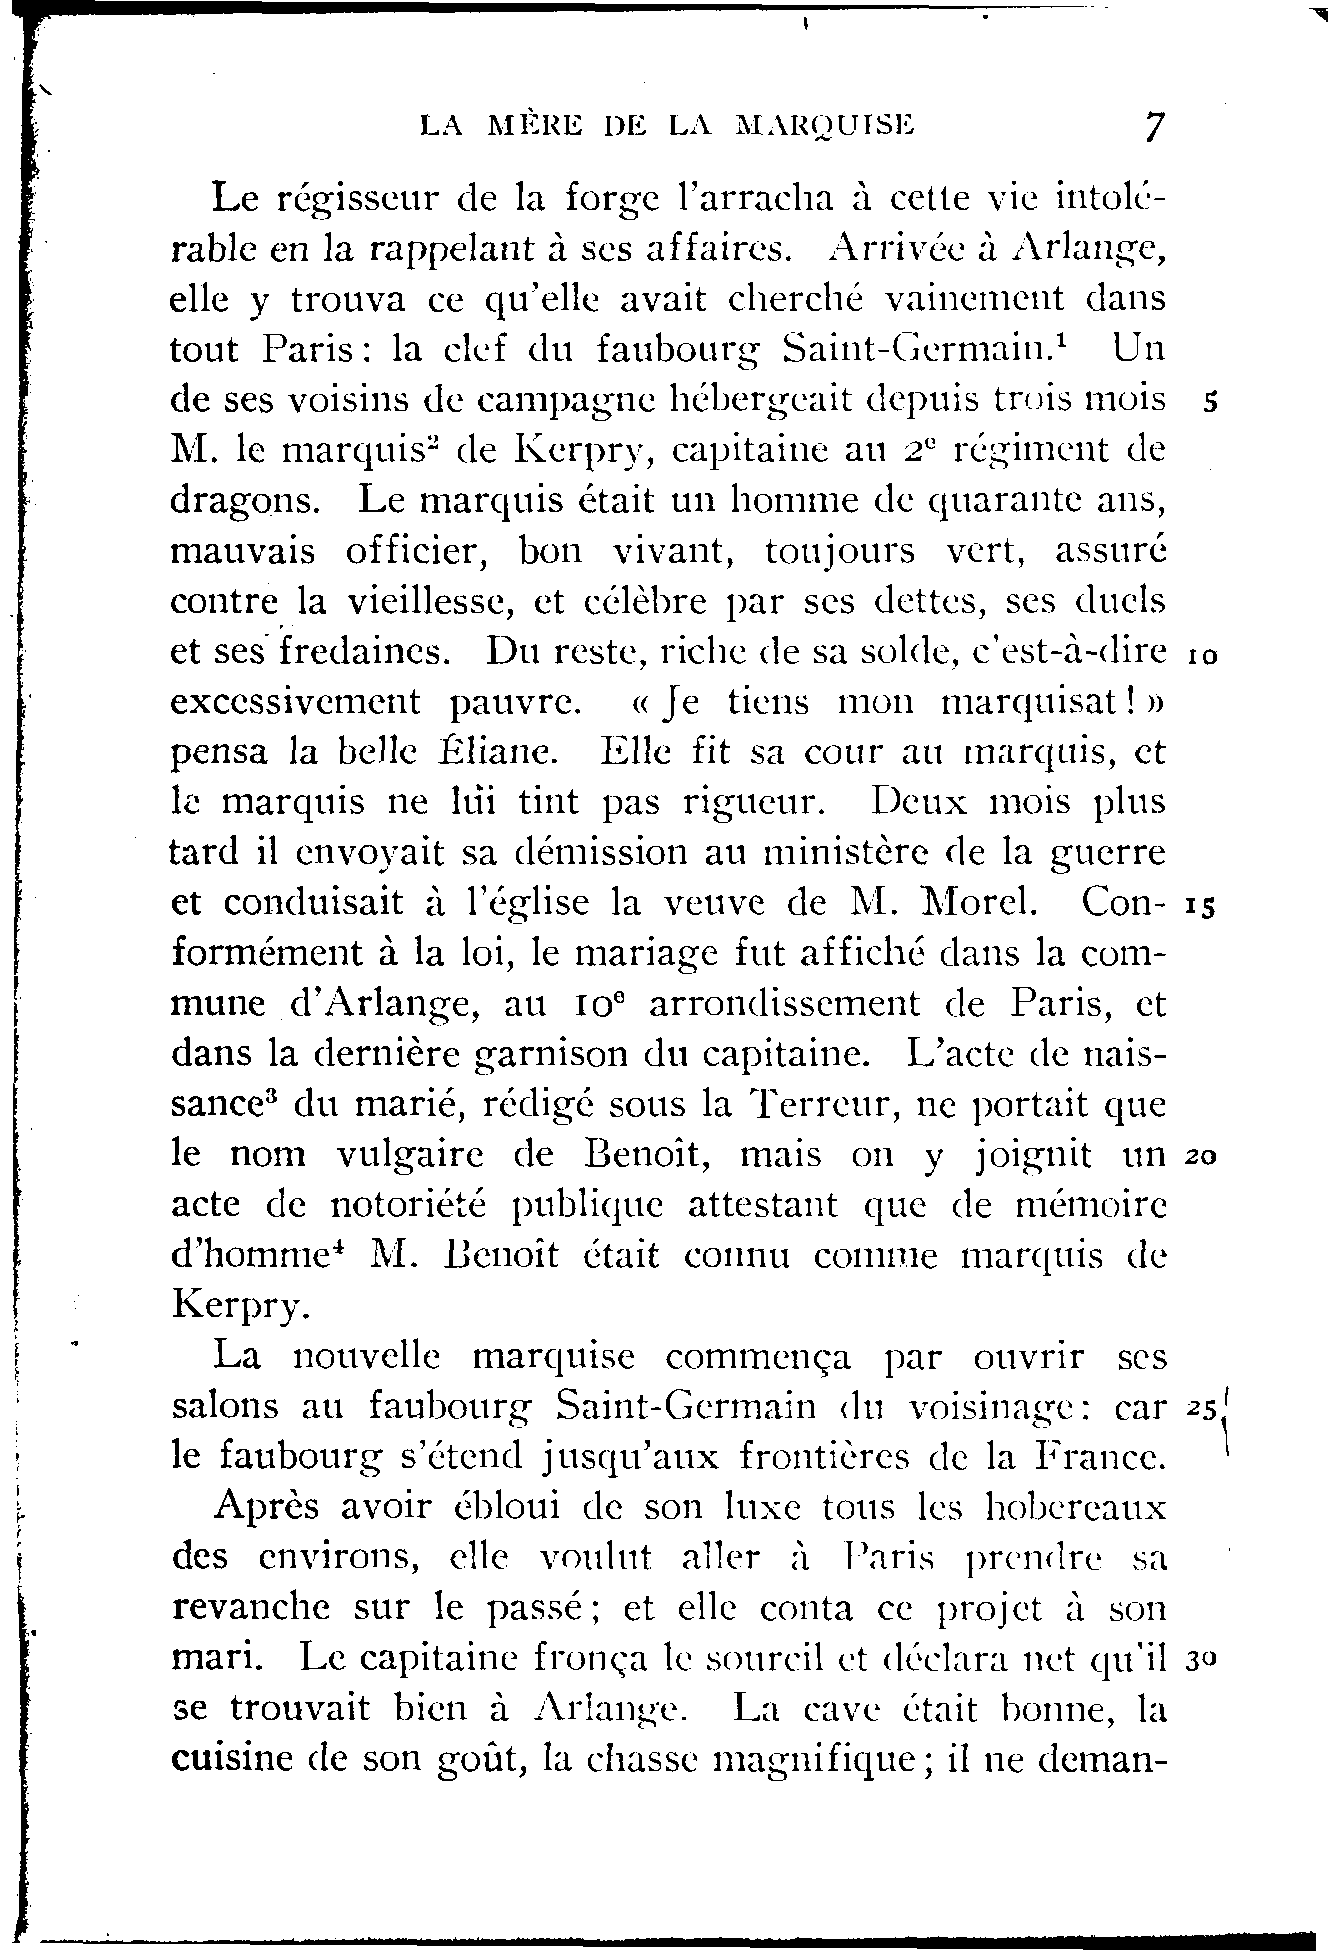 LA MÈRE DE LA MARQUISE 7
Le régisseur de la forge l'arracha à cette vie intolé-
rable en la rappelant à ses affaires. Arrivée à Arlange,
elle y trouva ce qu'elle avait cherché vainement dans
tout Paris : la clef du faubourg Saint-Germain.¹ Un
de ses voisins de campagne hébergeait depuis trois mois 5
M. le marquis² de Kerpry, capitaine au 2ᵉ régiment de
dragons. Le marquis était un homme de quarante ans,
mauvais officier, bon vivant, toujours vert, assuré
contre la vieillesse, et célèbre par ses dettes, ses duels
et ses fredaines. Du reste, riche de sa solde, c'est-à-dire 10
excessivement pauvre. « Je tiens mon marquisat ! »
pensa la belle Éliane. Elle fit sa cour au marquis, et
le marquis ne lui tint pas rigueur. Deux mois plus
tard il envoyait sa démission au ministère de la guerre
et conduisait à l'église la veuve de M. Morel. Con- 15
formément à la loi, le mariage fut affiché dans la com-
mune d'Arlange, au 10ᵉ arrondissement de Paris, et
dans la dernière garnison du capitaine. L'acte de nais-
sance³ du marié, rédigé sous la Terreur, ne portait que
le nom vulgaire de Benoît, mais on y joignit un 20
acte de notoriété publique attestant que de mémoire
d'homme⁴ M. Benoît était connu comme marquis de
Kerpry.
La nouvelle marquise commença par ouvrir ses
salons au faubourg Saint-Germain du voisinage : car 25
le faubourg s'étend jusqu'aux frontières de la France.
Après avoir ébloui de son luxe tous les hobereaux
des environs, elle voulut aller à Paris prendre sa
revanche sur le passé ; et elle conta ce projet à son
mari. Le capitaine fronça le sourcil et déclara net qu'il 30
se trouvait bien à Arlange. La cave était bonne, la
cuisine de son goût, la chasse magnifique ; il ne deman-